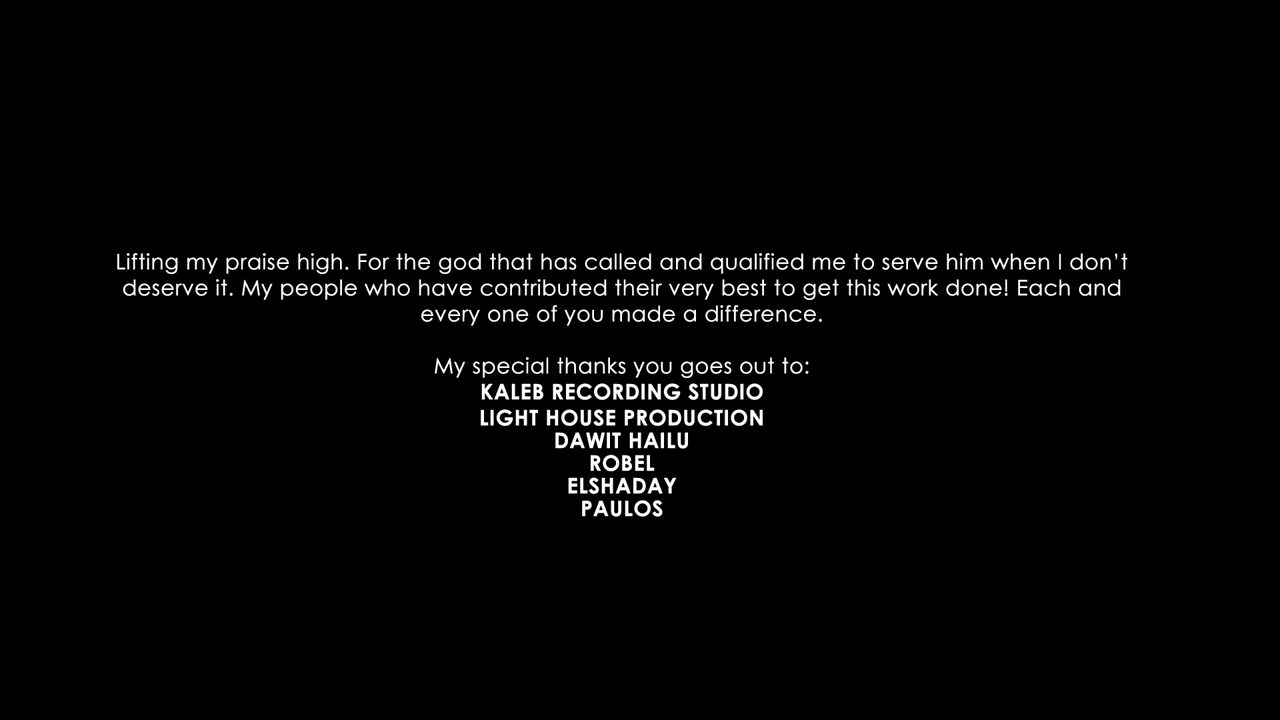 Lifting my praise high. For the god that has called and qualified me to serve him when I don’t
deserve it. My people who have contributed their very best to get this work done! Each and
every one of you made a difference.
My special thanks you goes out to:
KALEB RECORDING STUDIO
LIGHT HOUSE PRODUCTION
DAWIT HAILU
ROBEL
ELSHADAY
PAULOS